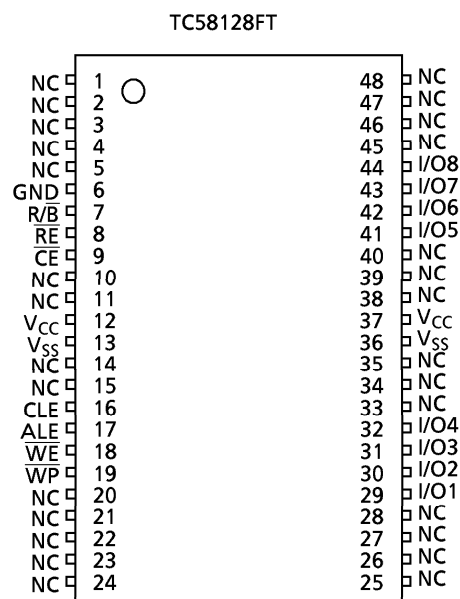 TC58128FT
NC 1 48 NC
NC 2 47 NC
NC 3 46 NC
NC 4 45 NC
NC 5 44 I/O8
GND 6 43 I/O7
R/B̅ 7 42 I/O6
R̅E̅ 8 41 I/O5
C̅E̅ 9 40 NC
NC 10 39 NC
NC 11 38 NC
VCC 12 37 VCC
VSS 13 36 VSS
NC 14 35 NC
NC 15 34 NC
CLE 16 33 NC
ALE 17 32 I/O4
W̅E̅ 18 31 I/O3
W̅P̅ 19 30 I/O2
NC 20 29 I/O1
NC 21 28 NC
NC 22 27 NC
NC 23 26 NC
NC 24 25 NC